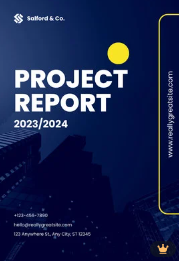 Salford & Co.
PROJECT
REPORT
2023/2024
www.reallygreatsite.com
+123-456-7890
hello@reallygreatsite.com
123 Anywhere St., Any City, ST 12345